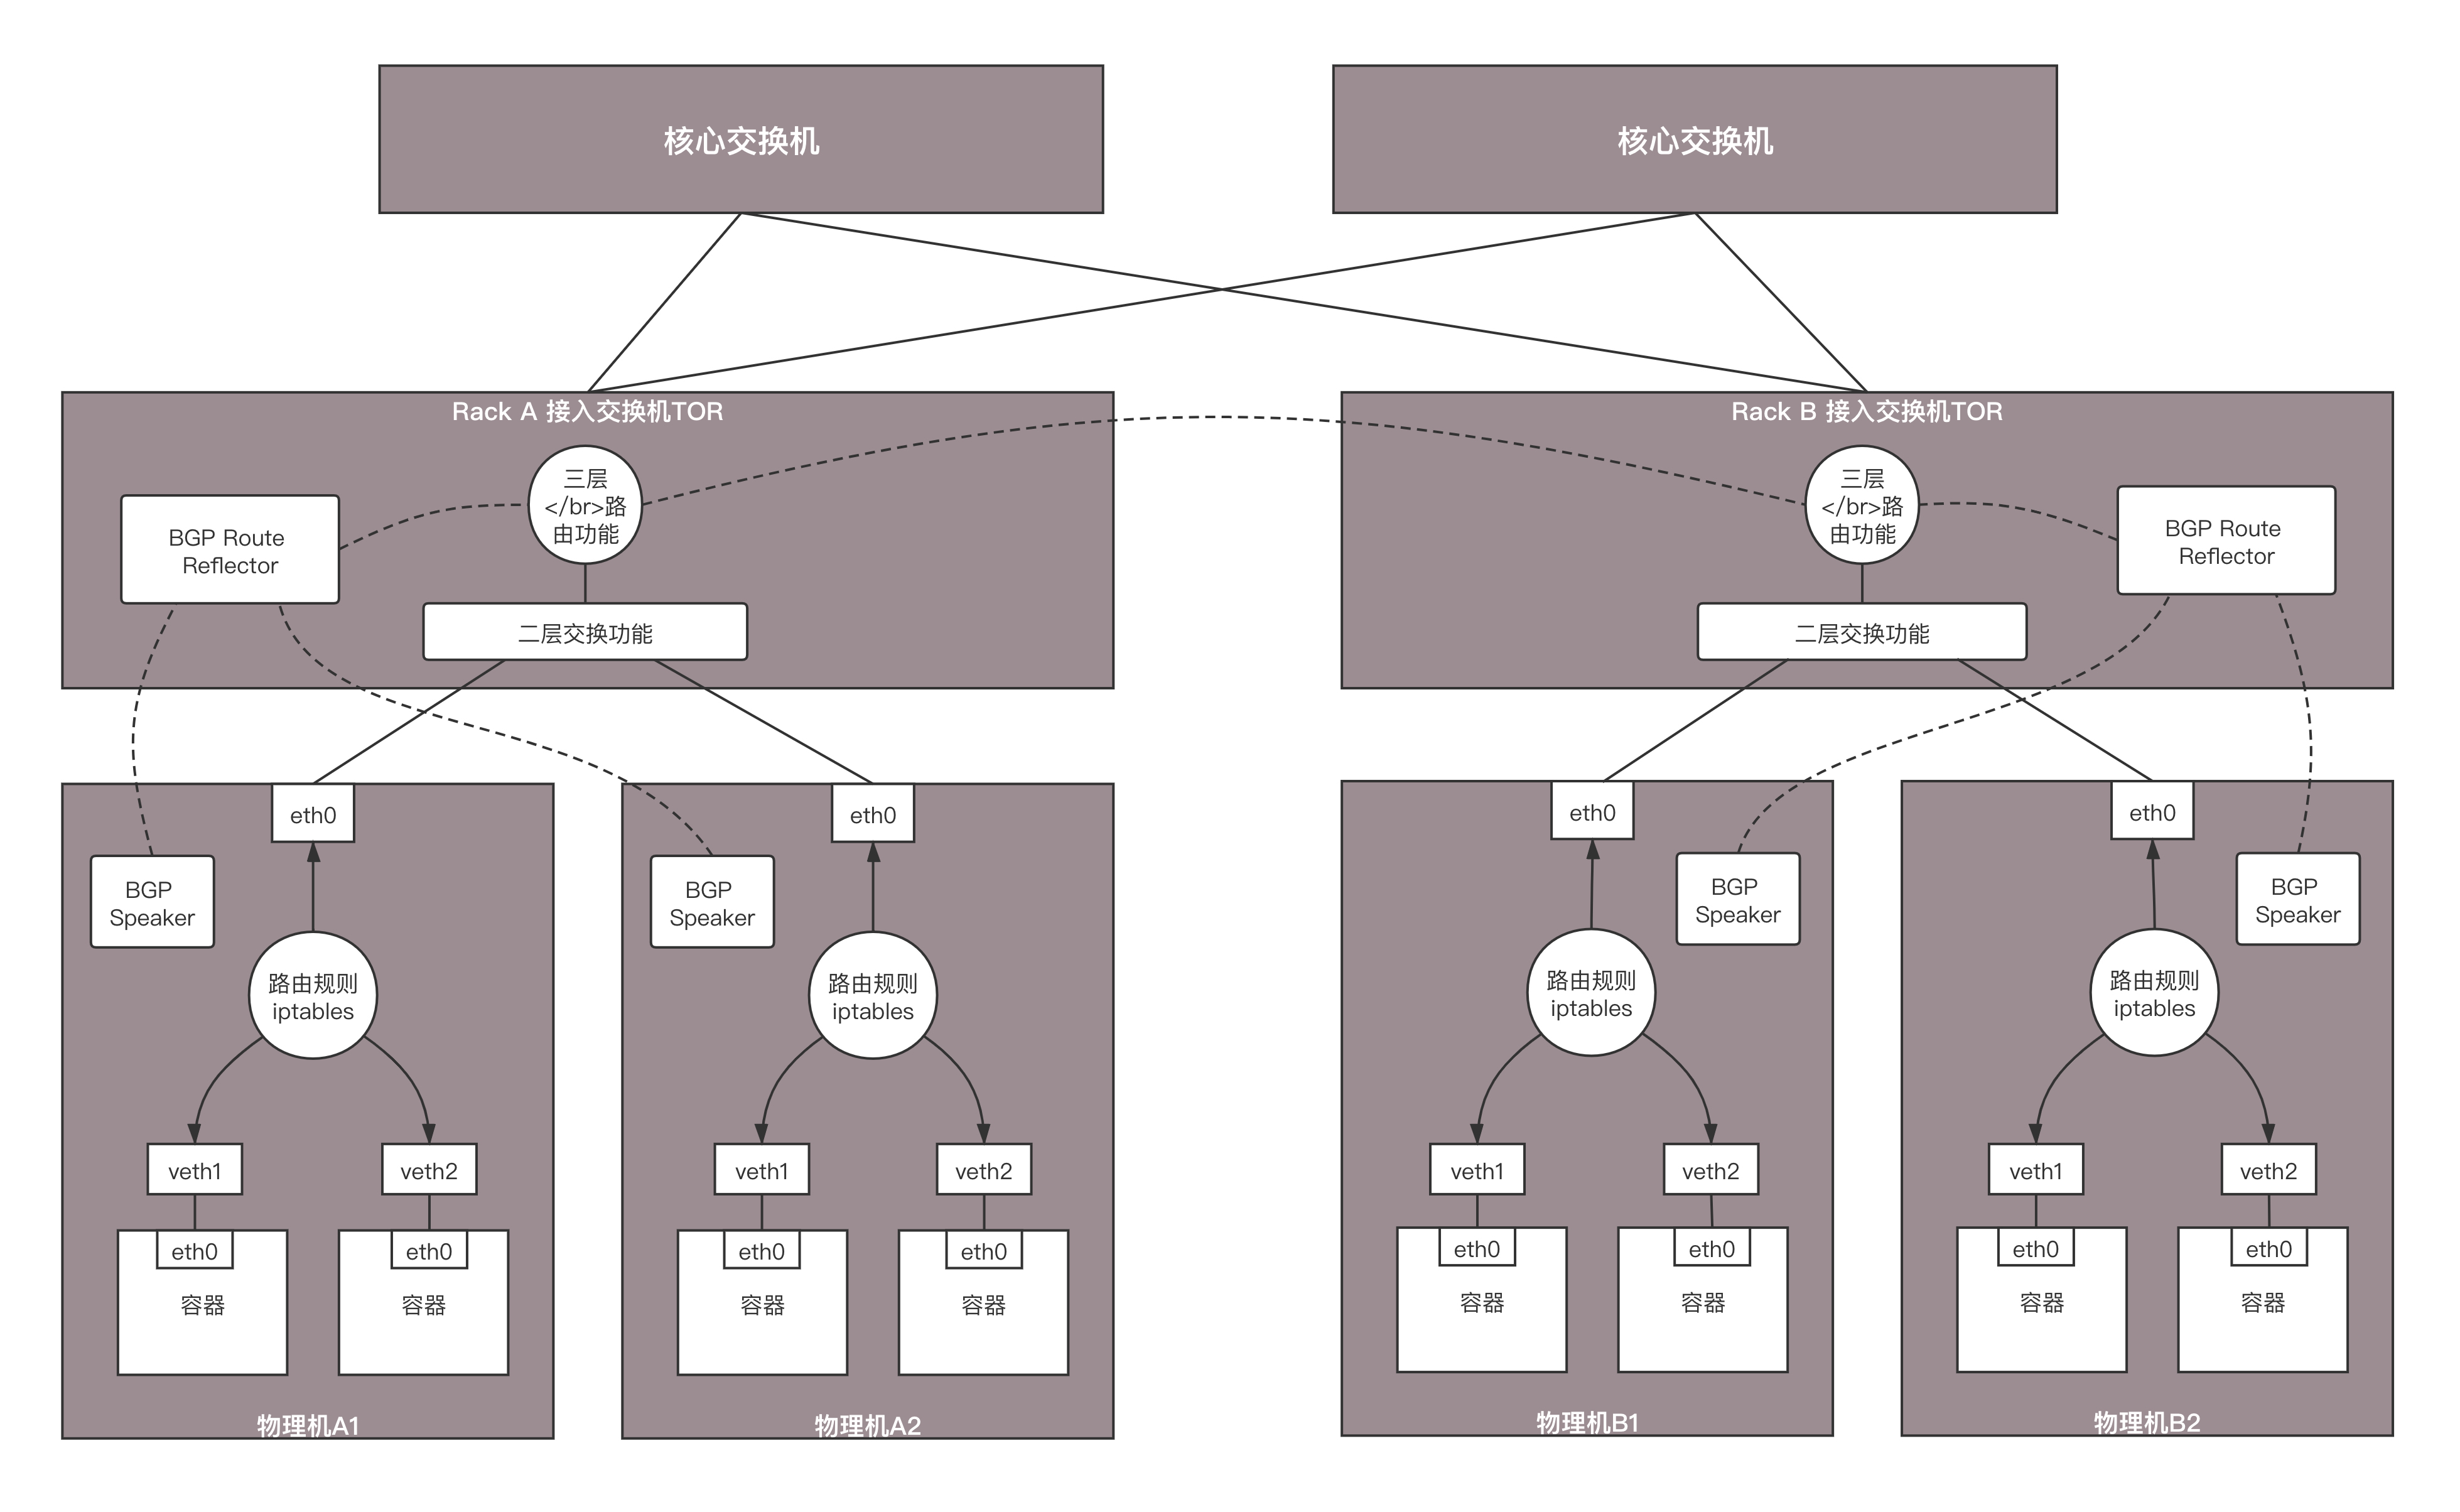 核心交换机
核心交换机
Rack A 接入交换机TOR
三层
</br>路
由功能
BGP Route
Reflector
二层交换功能
Rack B 接入交换机TOR
三层
</br>路
由功能
BGP Route
Reflector
二层交换功能
eth0
BGP
Speaker
路由规则
iptables
veth1
veth2
eth0
容器
eth0
容器
物理机A1
eth0
BGP
Speaker
路由规则
iptables
veth1
veth2
eth0
容器
eth0
容器
物理机A2
eth0
BGP
Speaker
路由规则
iptables
veth1
veth2
eth0
容器
eth0
容器
物理机B1
eth0
BGP
Speaker
路由规则
iptables
veth1
veth2
eth0
容器
eth0
容器
物理机B2